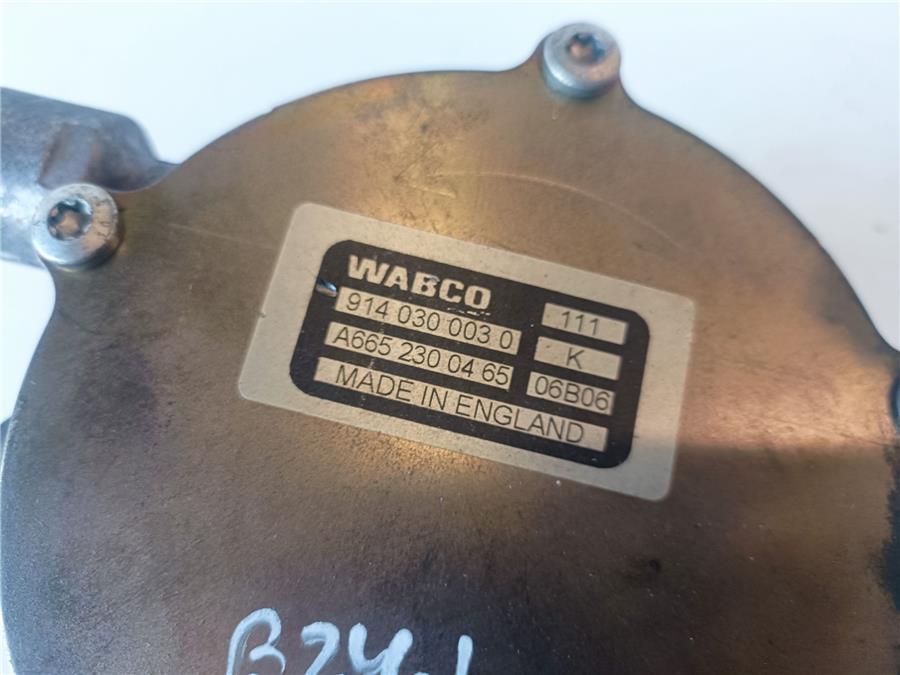 WABCO
914 030 003 0 111
A665 230 04 65 K
MADE IN ENGLAND 06B06